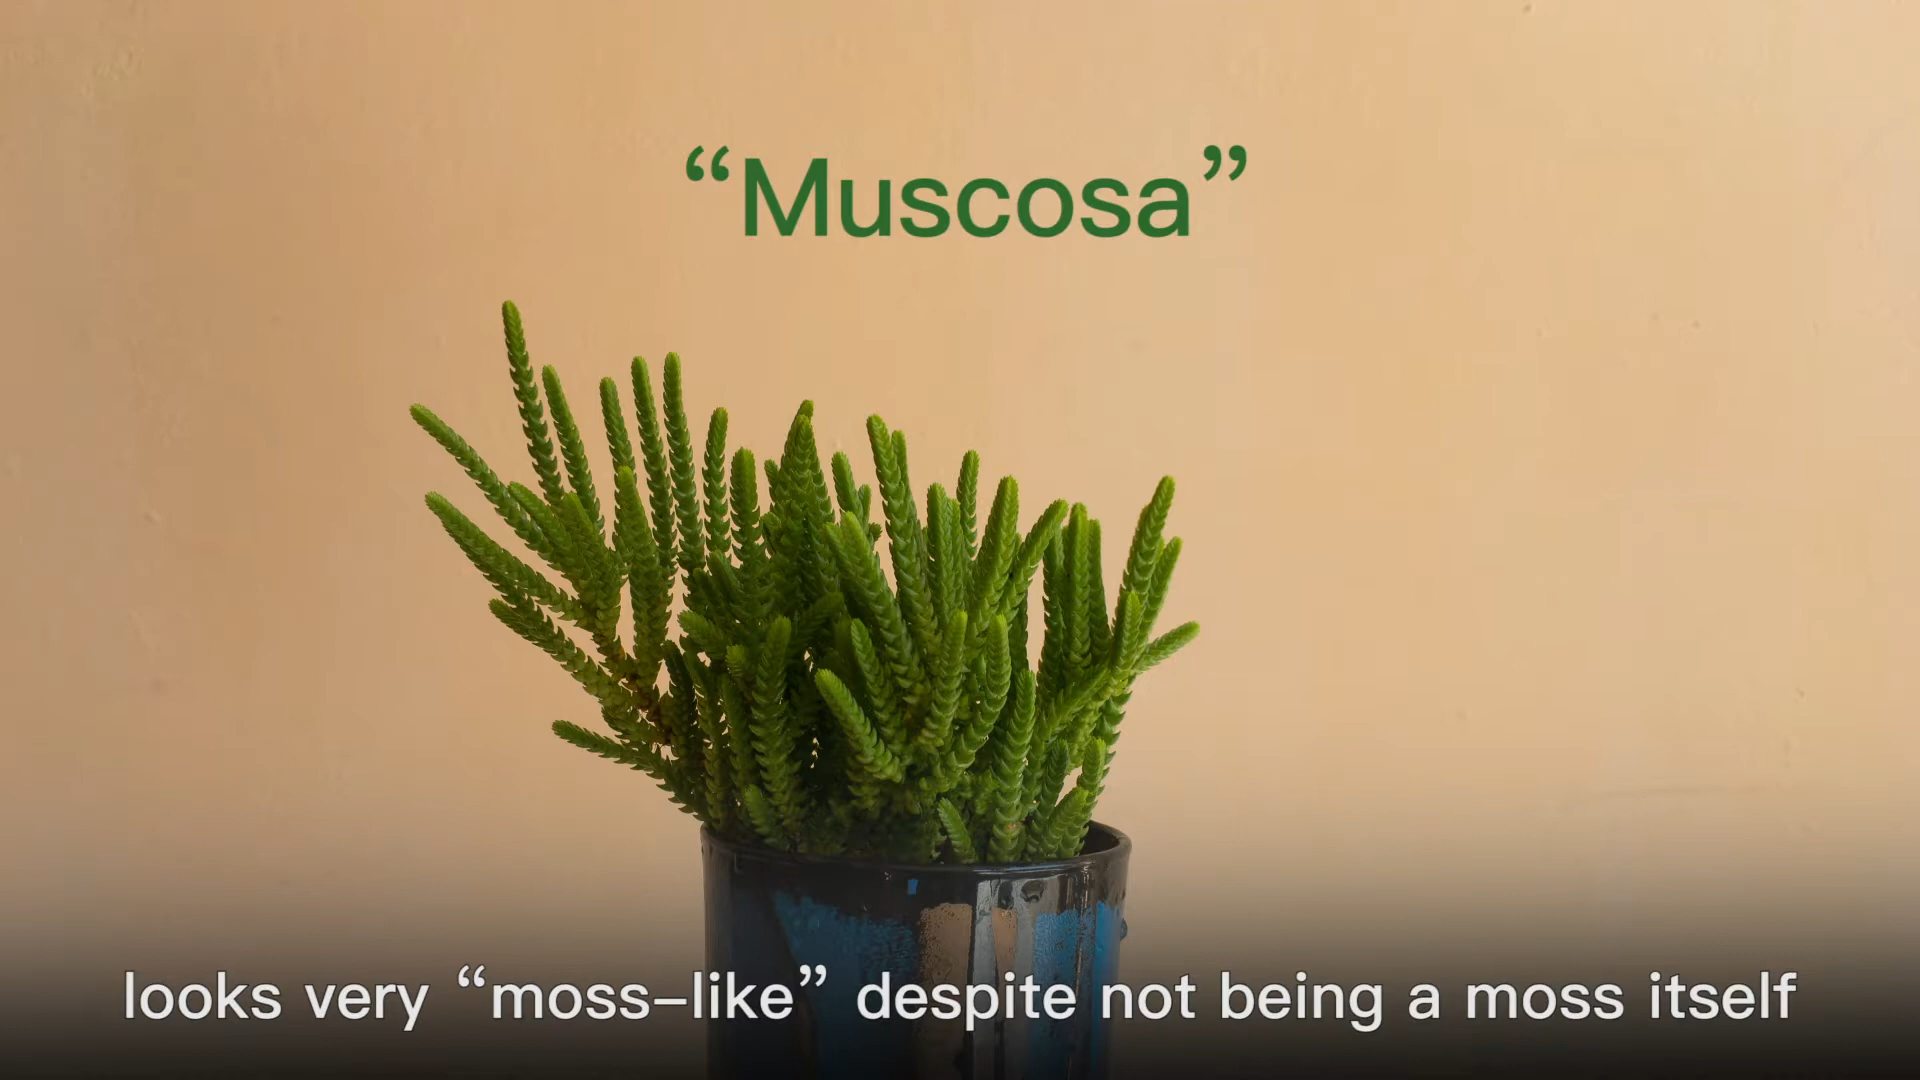 “Muscosa”
looks very “moss–like” despite not being a moss itself